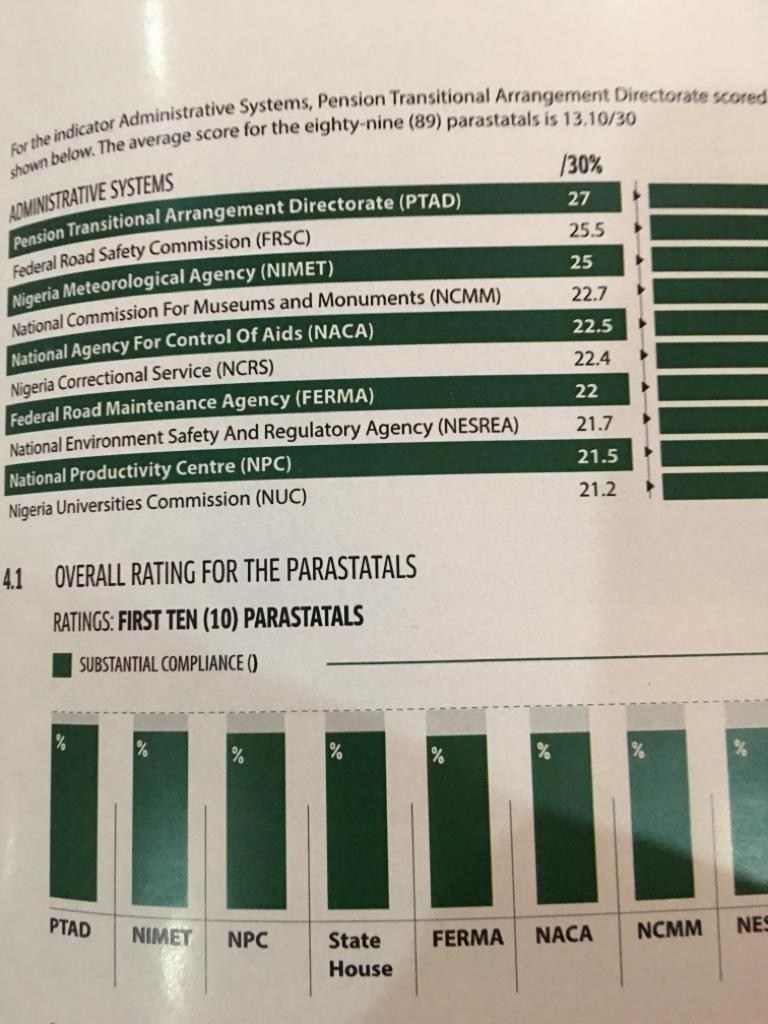 For the indicator Administrative Systems, Pension Transitional Arrangement Directorate scored
shown below. The average score for the eighty-nine (89) parastatals is 13.10/30
ADMINISTRATIVE SYSTEMS /30%
Pension Transitional Arrangement Directorate (PTAD) 27
Federal Road Safety Commission (FRSC) 25.5
Nigeria Meteorological Agency (NIMET) 25
National Commission For Museums and Monuments (NCMM) 22.7
National Agency For Control Of Aids (NACA) 22.5
Nigeria Correctional Service (NCRS) 22.4
Federal Road Maintenance Agency (FERMA) 22
National Environment Safety And Regulatory Agency (NESREA) 21.7
National Productivity Centre (NPC) 21.5
Nigeria Universities Commission (NUC) 21.2
4.1 OVERALL RATING FOR THE PARASTATALS
RATINGS: FIRST TEN (10) PARASTATALS
SUBSTANTIAL COMPLIANCE ()
% % % % % % % %
PTAD NIMET NPC State House FERMA NACA NCMM NES